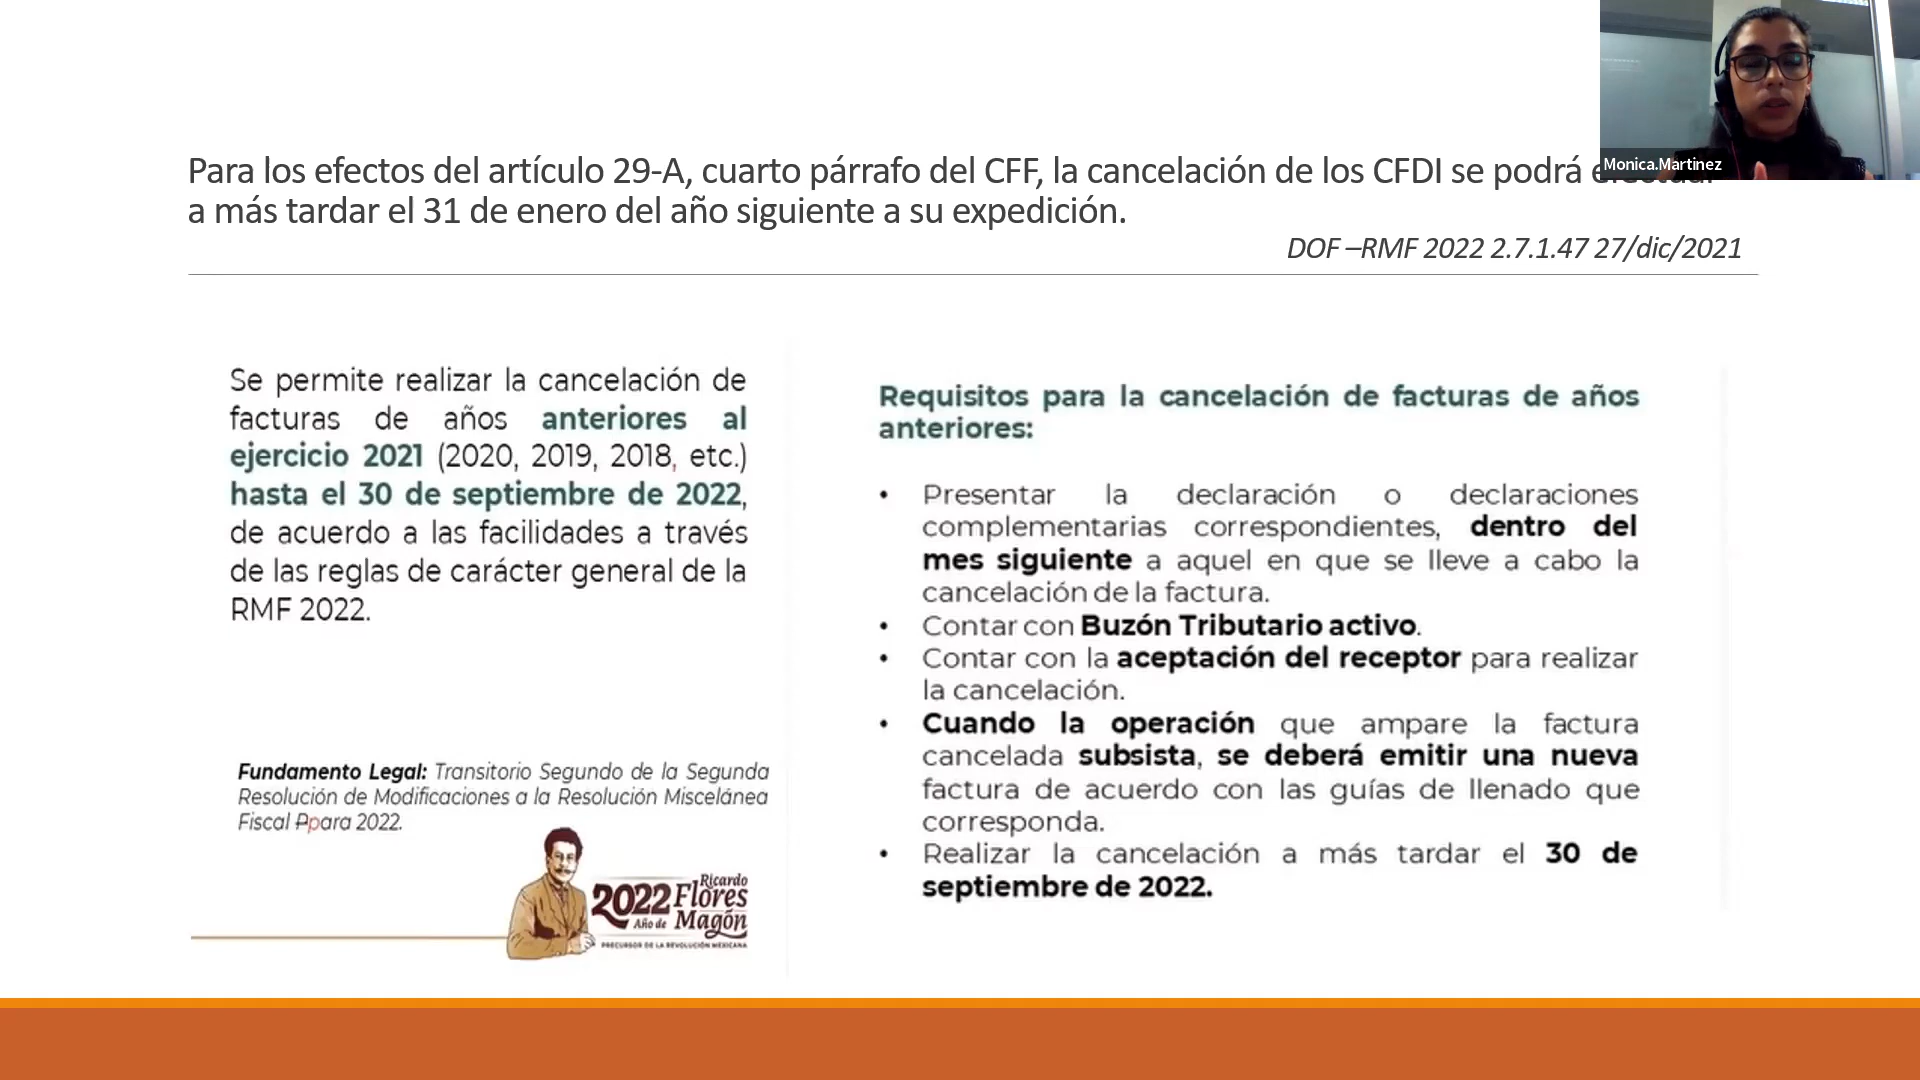 Para los efectos del artículo 29-A, cuarto párrafo del CFF, la cancelación de los CFDI se podrá
a más tardar el 31 de enero del año siguiente a su expedición.
DOF –RMF 2022 2.7.1.47 27/dic/2021
Monica.Martinez
Se permite realizar la cancelación de
facturas de años anteriores al
ejercicio 2021 (2020, 2019, 2018, etc.)
hasta el 30 de septiembre de 2022,
de acuerdo a las facilidades a través
de las reglas de carácter general de la
RMF 2022.
Fundamento Legal: Transitorio Segundo de la Segunda
Resolución de Modificaciones a la Resolución Miscelánea
Fiscal Ppara 2022.
2022
Año de
Ricardo
Flores
Magón
PRECURSOR DE LA REVOLUCIÓN MEXICANA
Requisitos para la cancelación de facturas de años
anteriores:
• Presentar la declaración o declaraciones
complementarias correspondientes, dentro del
mes siguiente a aquel en que se lleve a cabo la
cancelación de la factura.
• Contar con Buzón Tributario activo.
• Contar con la aceptación del receptor para realizar
la cancelación.
• Cuando la operación que ampare la factura
cancelada subsista, se deberá emitir una nueva
factura de acuerdo con las guías de llenado que
corresponda.
• Realizar la cancelación a más tardar el 30 de
septiembre de 2022.